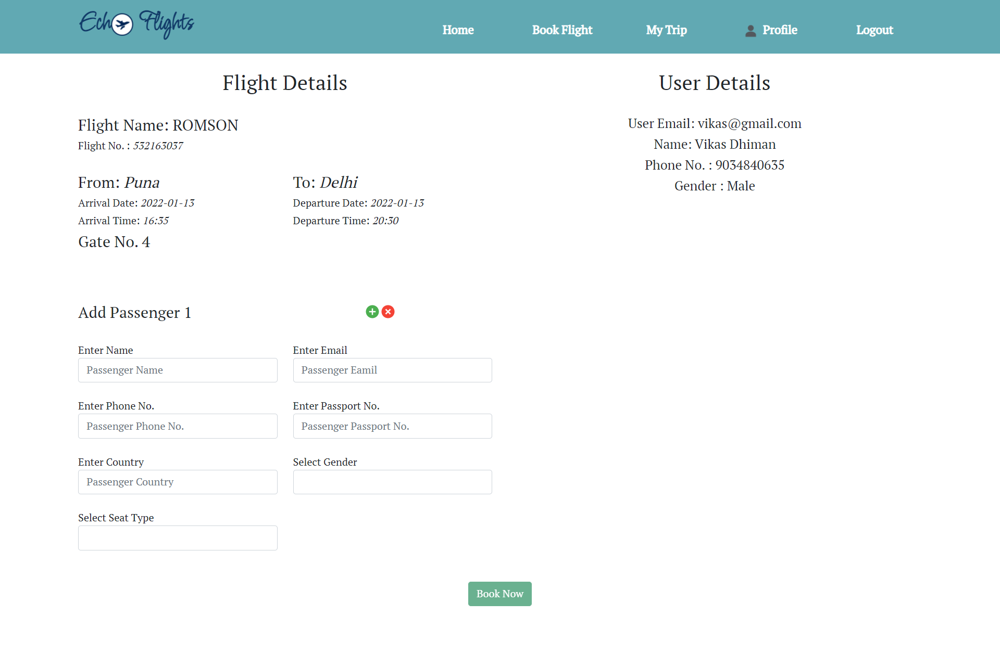 Echo Flights
Home
Book Flight
My Trip
Profile
Logout
Flight Details
Flight Name: ROMSON
Flight No. : 532163037
From: Puna
Arrival Date: 2022-01-13
Arrival Time: 16:35
To: Delhi
Departure Date: 2022-01-13
Departure Time: 20:30
Gate No. 4
User Details
User Email: vikas@gmail.com
Name: Vikas Dhiman
Phone No. : 9034840635
Gender : Male
Add Passenger 1
Enter Name
Passenger Name
Enter Email
Passenger Eamil
Enter Phone No.
Passenger Phone No.
Enter Passport No.
Passenger Passport No.
Enter Country
Passenger Country
Select Gender
Select Seat Type
Book Now